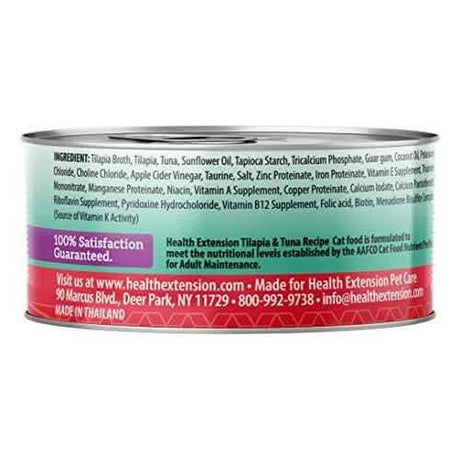 INGREDIENT: Tilapia Broth, Tilapia, Tuna, Sunflower Oil, Tapioca Starch, Tricalcium Phosphate, Guar gum, Coconut Oil,
Chloride, Choline Chloride, Apple Cider Vinegar, Taurine, Salt, Zinc Proteinate, Iron Proteinate, Vitamin E Supplement,
Mononitrate, Manganese Proteinate, Niacin, Vitamin A Supplement, Copper Proteinate, Calcium Iodate, Calcium
Riboflavin Supplement, Pyridoxine Hydrocholoride, Vitamin B12 Supplement, Folic acid, Biotin, Menadione
(Source of Vitamin K Activity)
100% Satisfaction
Guaranteed.
Health Extension Tilapia & Tuna Recipe Cat food is formulated to
meet the nutritional levels established by the AAFCO Cat Food
for Adult Maintenance.
Visit us at www.healthextension.com • Made for Health Extension Pet Care
90 Marcus Blvd., Deer Park, NY 11729 • 800-992-9738 • info@healthextension.com
MADE IN THAILAND